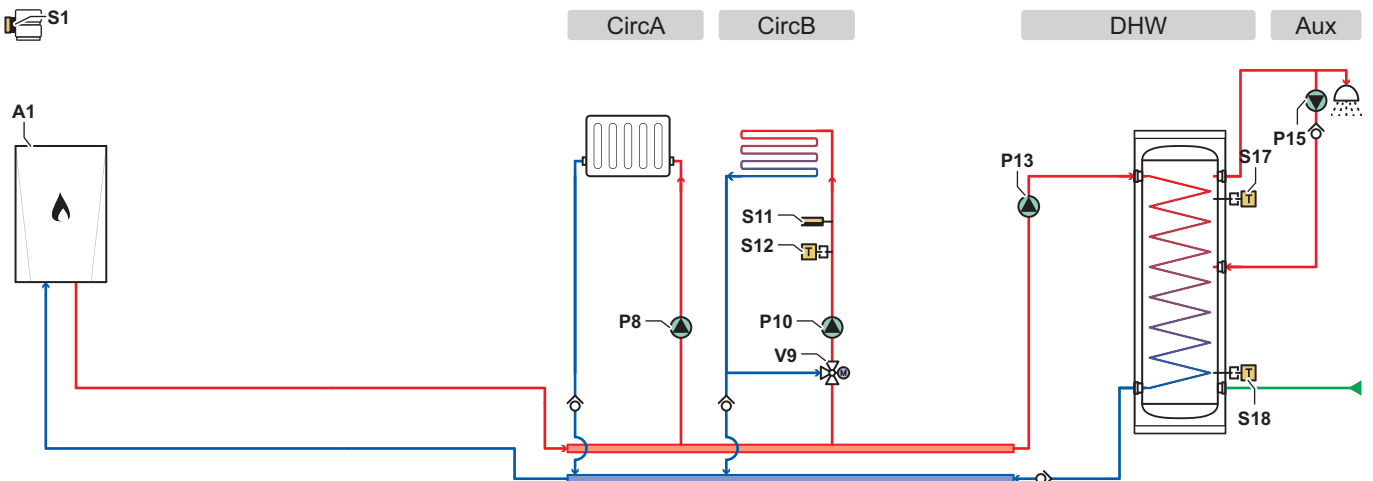 S1
CircA
CircB
DHW
Aux
A1
P15
S17
P13
S11
S12
T
T
P8
P10
V9
M
T
S18